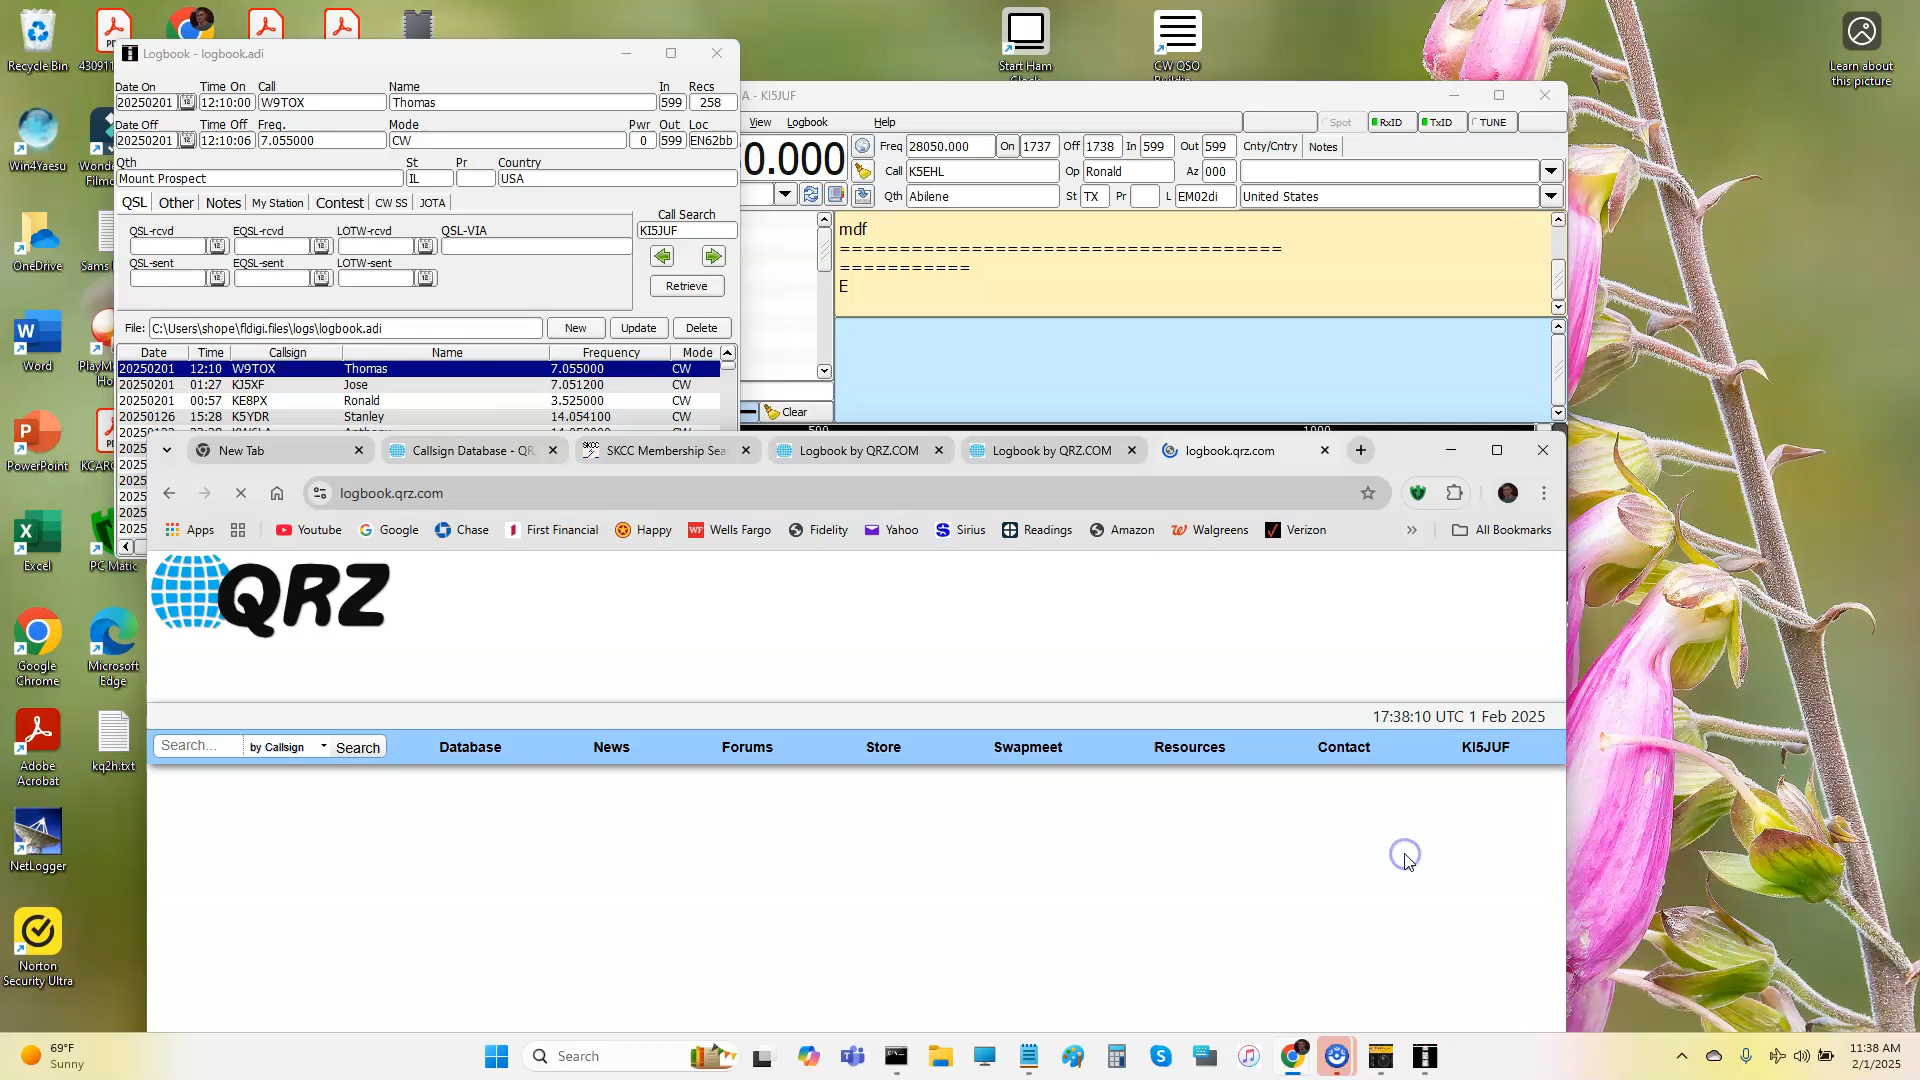 Recycle Bin
43091
Start Ham
Clock
CW QSO
Learn about
this picture
Logbook - logbook.adi
Date On Time On Call Name In Recs
20250201 12:10:00 W9TOX Thomas 599 258
Date Off Time Off Freq. Mode Pwr Out Loc
20250201 12:10:06 7.055000 CW 0 599 EN62bb
Qth St Pr Country
Mount Prospect IL USA
QSL Other Notes My Station Contest CW SS JOTA
Call Search
QSL-rcvd EQSL-rcvd LOTW-rcvd QSL-VIA
KI5JUF
QSL-sent EQSL-sent LOTW-sent
Retrieve
File: C:\Users\shope\fldigi.files\logs\logbook.adi New Update Delete
Date Time Callsign Name Frequency Mode
20250201 12:10 W9TOX Thomas 7.055000 CW
20250201 01:27 KJ5XF Jose 7.051200 CW
20250201 00:57 KE8PX Ronald 3.525000 CW
20250126 15:28 K5YDR Stanley 14.054100 CW
A - KI5JUF
View Logbook Help Spot RxID TxID TUNE
0.000 Freq 28050.000 On 1737 Off 1738 In 599 Out 599 Cnty/Cntry Notes
Call K5EHL Op Ronald Az 000
Qth Abilene St TX Pr L EM02di United States
mdf
==================================
===========
E
Clear
500 1000
New Tab
Callsign Database - QR
SKCC Membership Sea
Logbook by QRZ.COM
Logbook by QRZ.COM
logbook.qrz.com
logbook.qrz.com
Apps Youtube Google Chase First Financial Happy Wells Fargo Fidelity Yahoo Sirius Readings Amazon Walgreens Verizon » All Bookmarks
QRZ
17:38:10 UTC 1 Feb 2025
Search... by Callsign Search Database News Forums Store Swapmeet Resources Contact KI5JUF
Win4Yaesu
Wond
Filmo
OneDrive
Sams
Word
PlayM
Ho
PowerPoint
KCAR
Excel
PC Matic
Google
Chrome
Microsoft
Edge
Adobe
Acrobat
kq2h.txt
NetLogger
Norton
Security Ultra
69°F
Sunny
Search
11:38 AM
2/1/2025